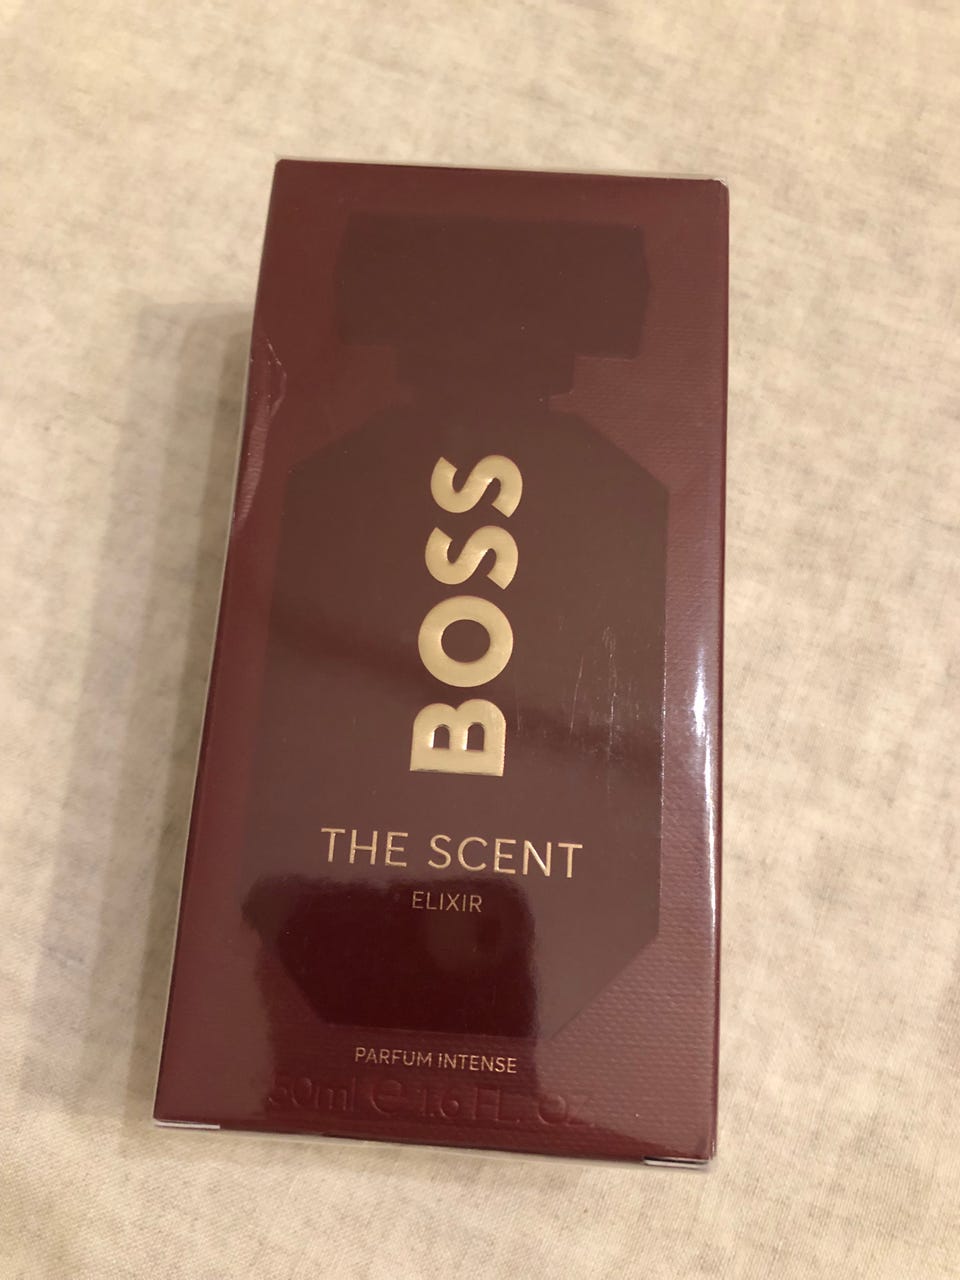 BOSS
THE SCENT
ELIXIR
PARFUM INTENSE
50ml e 1.6 FL. OZ.